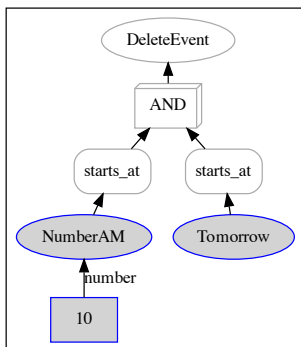 DeleteEvent
AND
starts_at starts_at
NumberAM Tomorrow
number
10